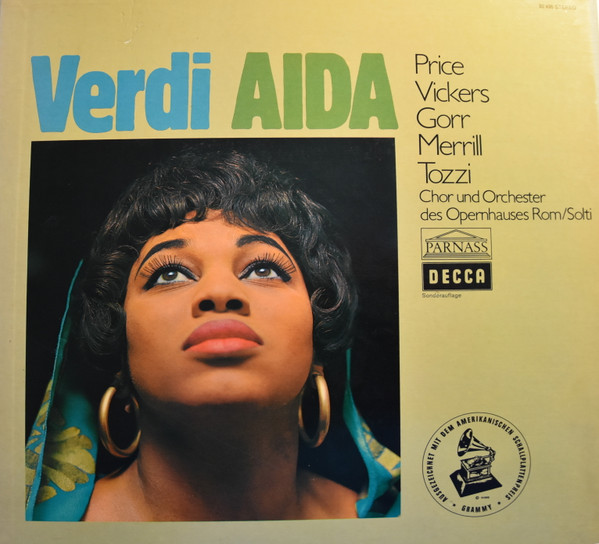 Verdi AIDA
Price
Vickers
Gorr
Merrill
Tozzi
Chor und Orchester
des Opernhauses Rom/Solti
PARNASS
DECCA
Sonderauflage
AUSGEZEICHNET MIT DEM AMERIKANISCHEN SCHALLPLATTENPREIS
GRAMMY